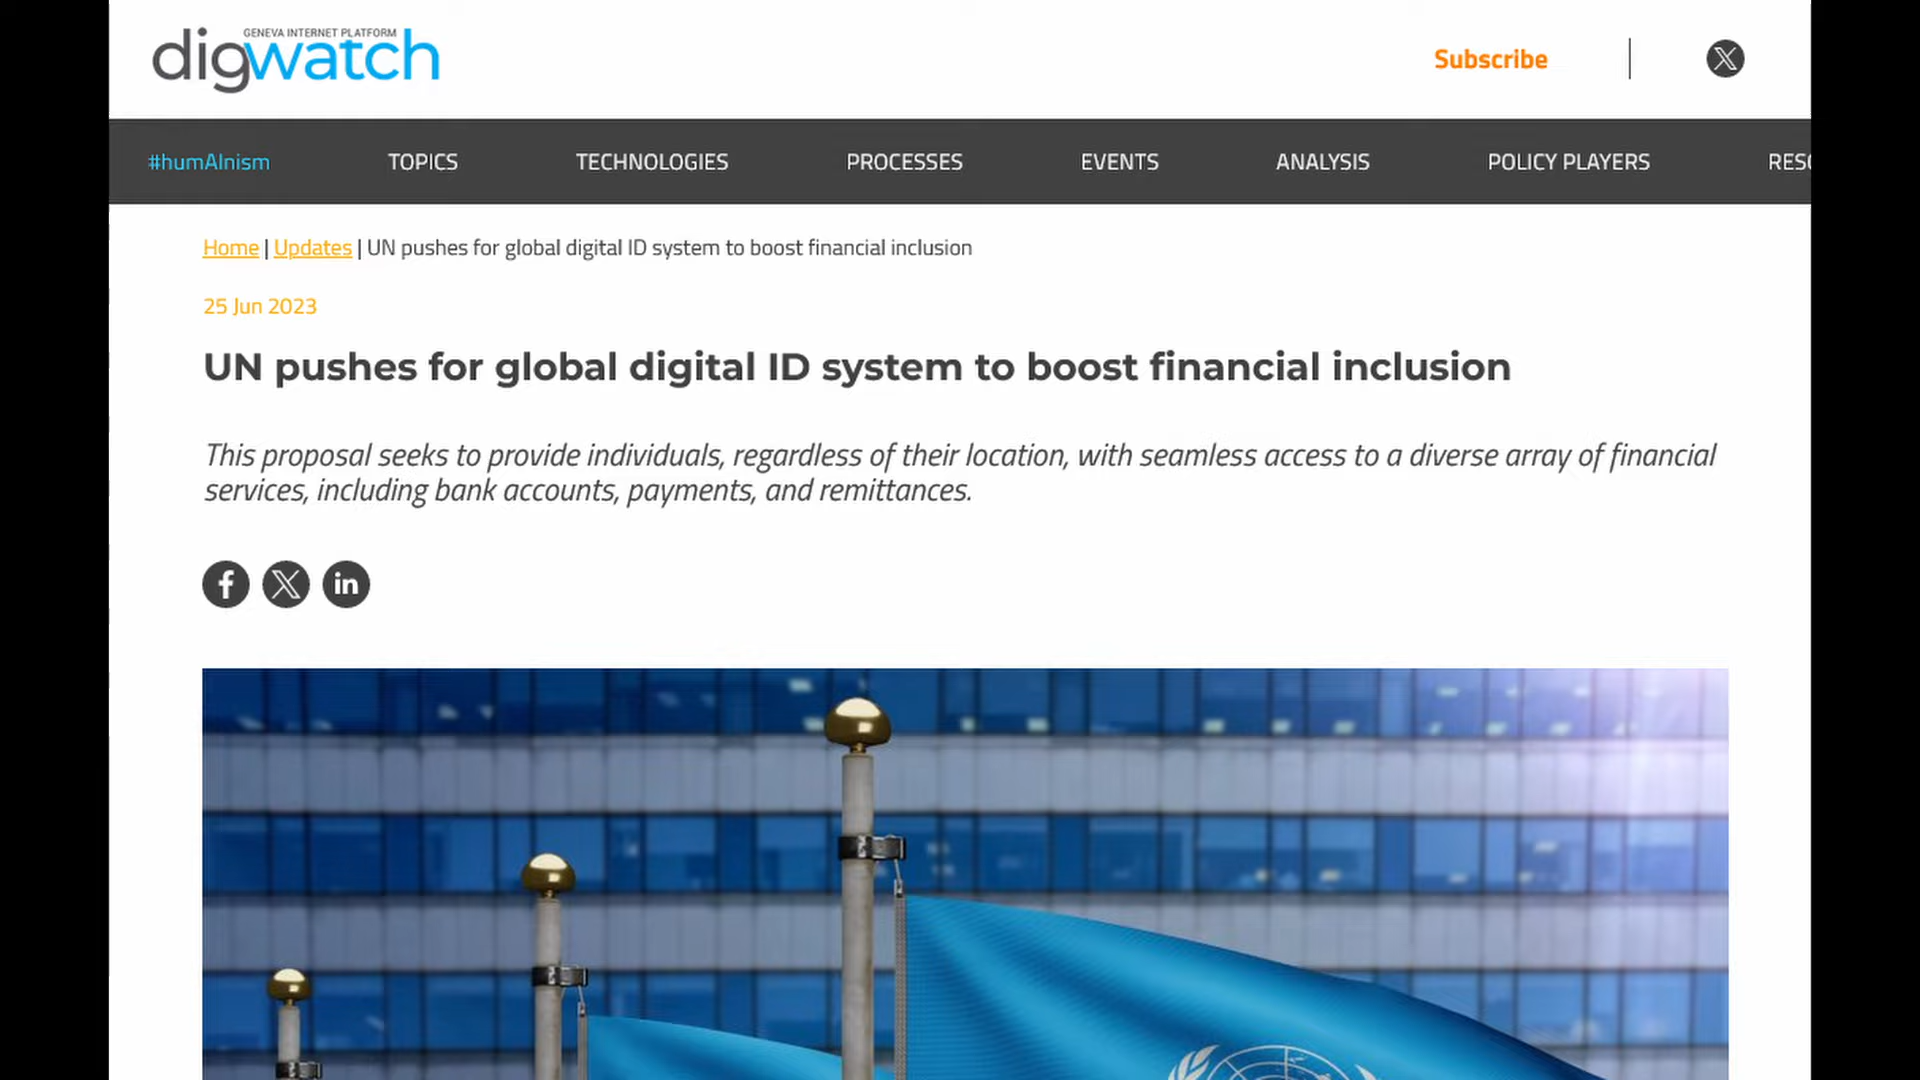 GENEVA INTERNET PLATFORM
digwatch
Subscribe
#humAInism TOPICS TECHNOLOGIES PROCESSES EVENTS ANALYSIS POLICY PLAYERS RESO
Home | Updates | UN pushes for global digital ID system to boost financial inclusion
25 Jun 2023
UN pushes for global digital ID system to boost financial inclusion
This proposal seeks to provide individuals, regardless of their location, with seamless access to a diverse array of financial
services, including bank accounts, payments, and remittances.